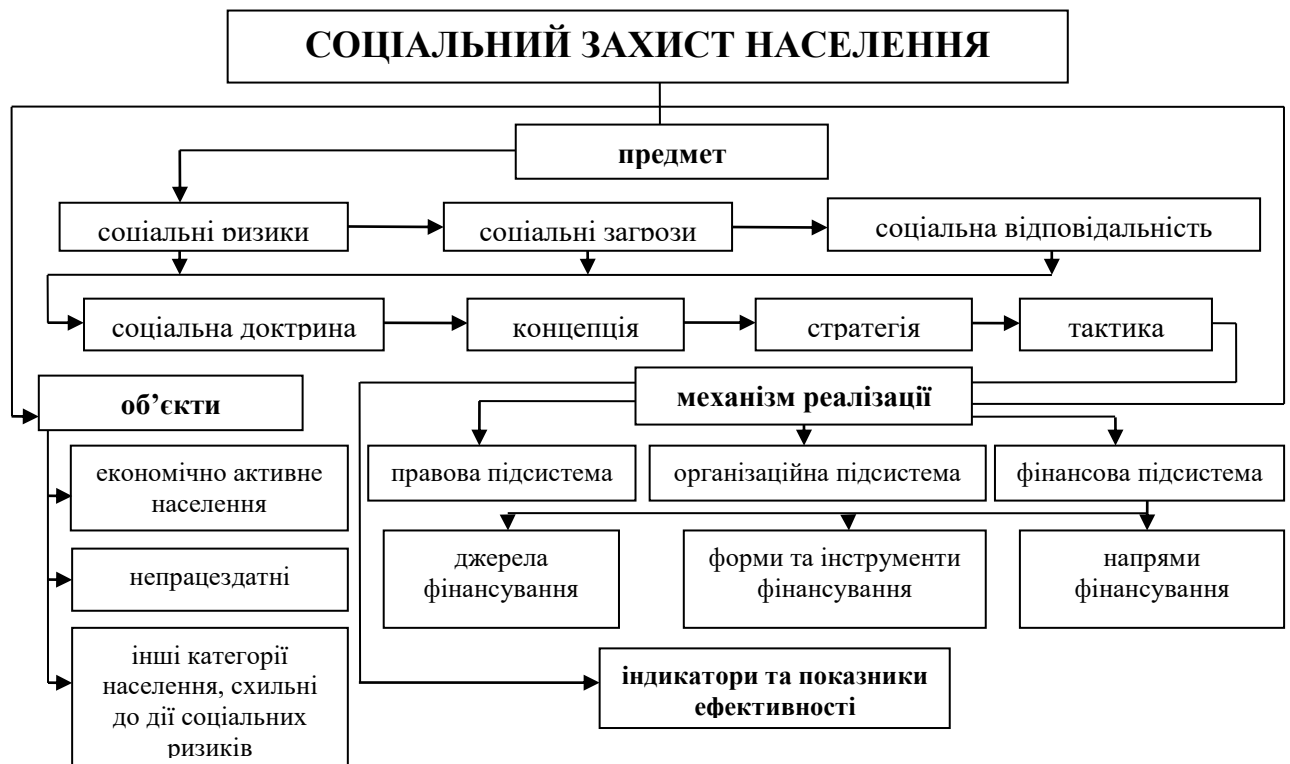 СОЦІАЛЬНИЙ ЗАХИСТ НАСЕЛЕННЯ
предмет
соціальні ризики
соціальні загрози
соціальна відповідальність
соціальна доктрина
концепція
стратегія
тактика
об’єкти
механізм реалізації
економічно активне
населення
правова підсистема
організаційна підсистема
фінансова підсистема
непрацездатні
джерела
фінансування
форми та інструменти
фінансування
напрями
фінансування
інші категорії
населення, схильні
до дії соціальних
ризиків
індикатори та показники
ефективності